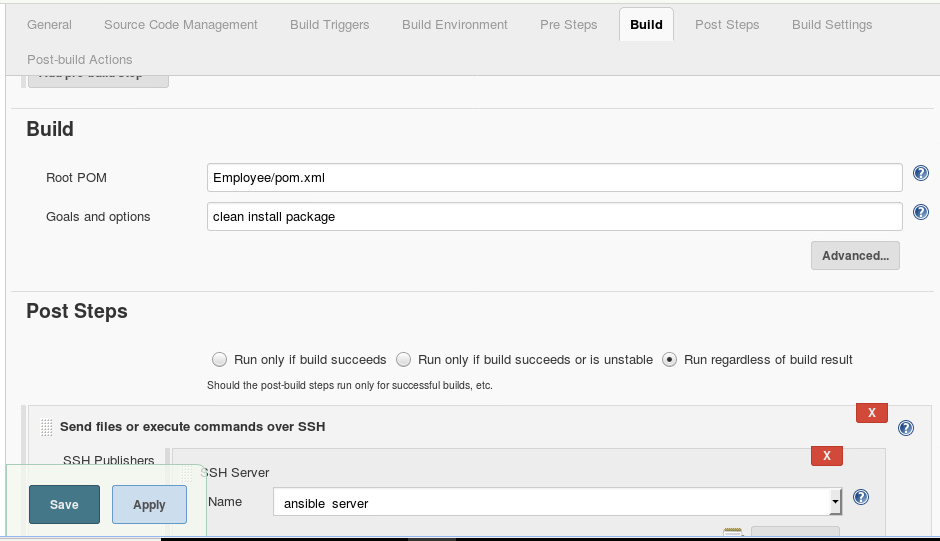 General Source Code Management Build Triggers Build Environment Pre Steps Build Post Steps Build Settings
Post-build Actions
Add pre-build step
Build
Root POM Employee/pom.xml
Goals and options clean install package
Advanced...
Post Steps
Run only if build succeeds Run only if build succeeds or is unstable Run regardless of build result
Should the post-build steps run only for successful builds, etc.
X
Send files or execute commands over SSH
X
SSH Publishers
SSH Server
Name ansible_server
Save Apply